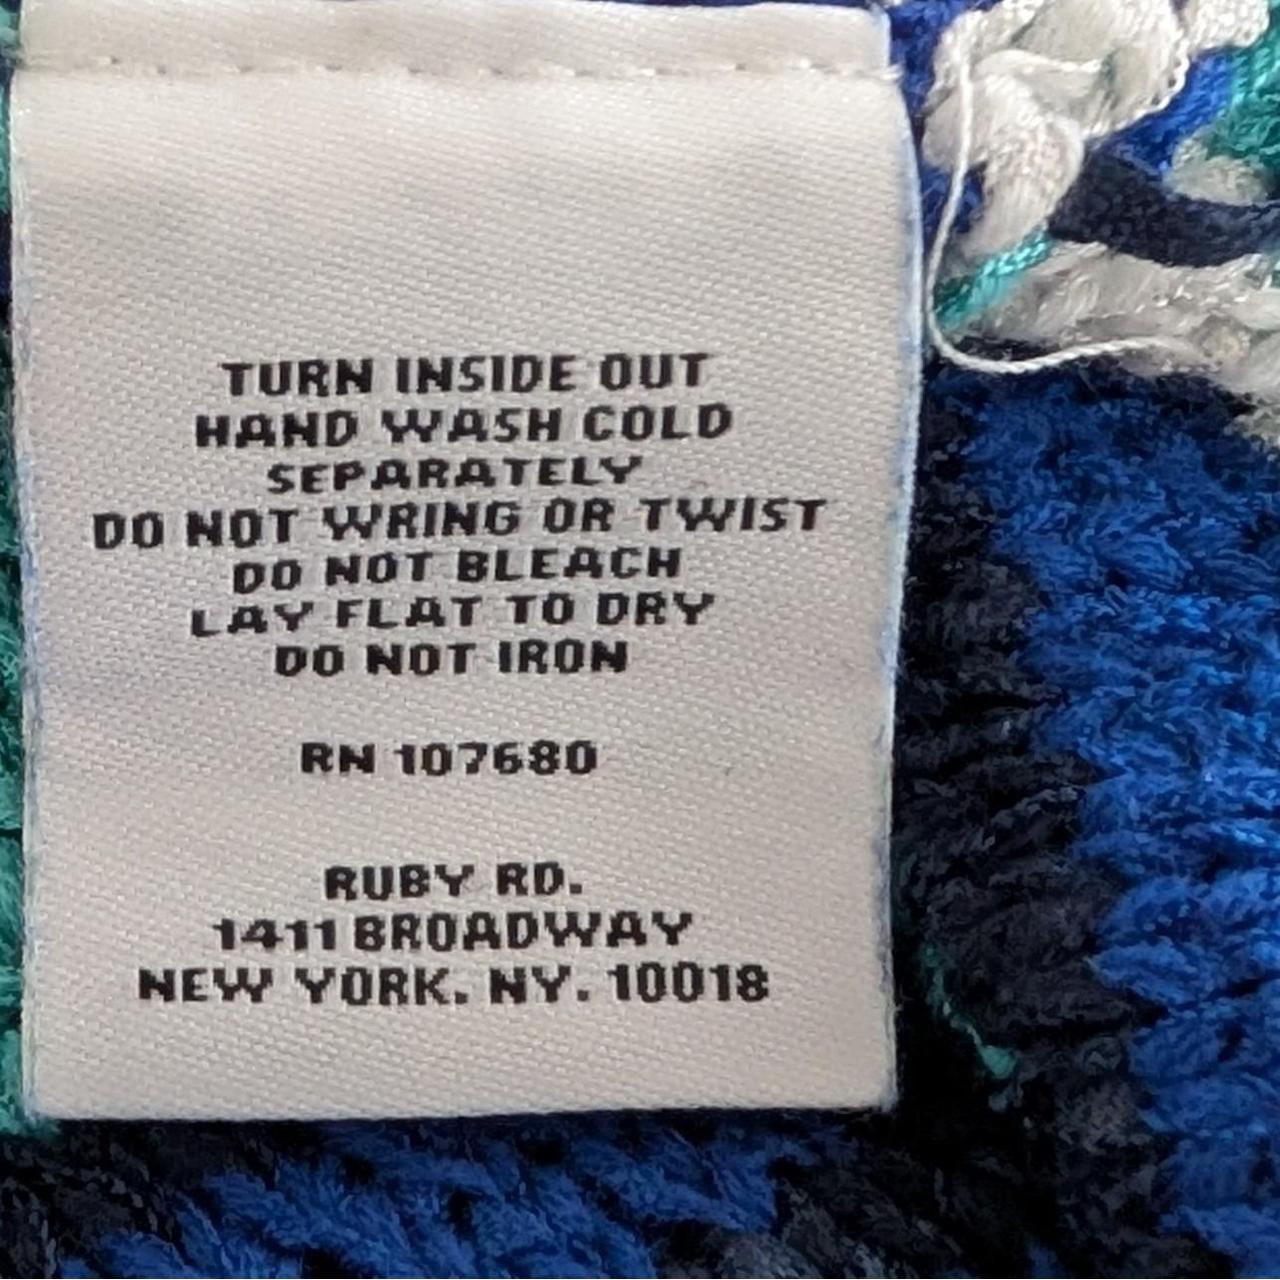 TURN INSIDE OUT
HAND WASH COLD
SEPARATELY
DO NOT WRING OR TWIST
DO NOT BLEACH
LAY FLAT TO DRY
DO NOT IRON
RN 107680
RUBY RD.
1411 BROADWAY
NEW YORK. NY. 10018